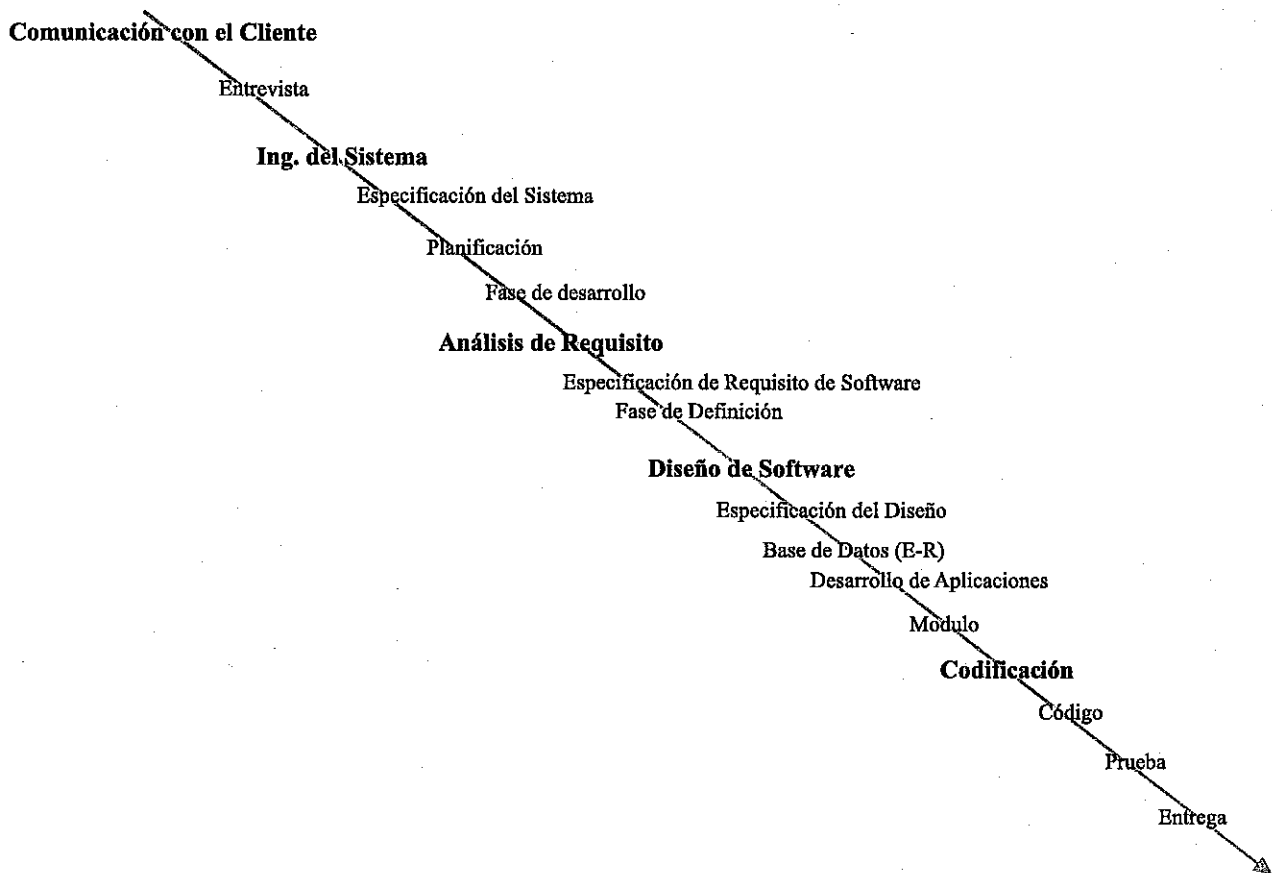 Comunicación con el Cliente
Entrevista
Ing. del Sistema
Especificación del Sistema
Planificación
Fase de desarrollo
Análisis de Requisito
Especificación de Requisito de Software
Fase de Definición
Diseño de Software
Especificación del Diseño
Base de Datos (E-R)
Desarrollo de Aplicaciones
Modulo
Codificación
Código
Prueba
Entrega